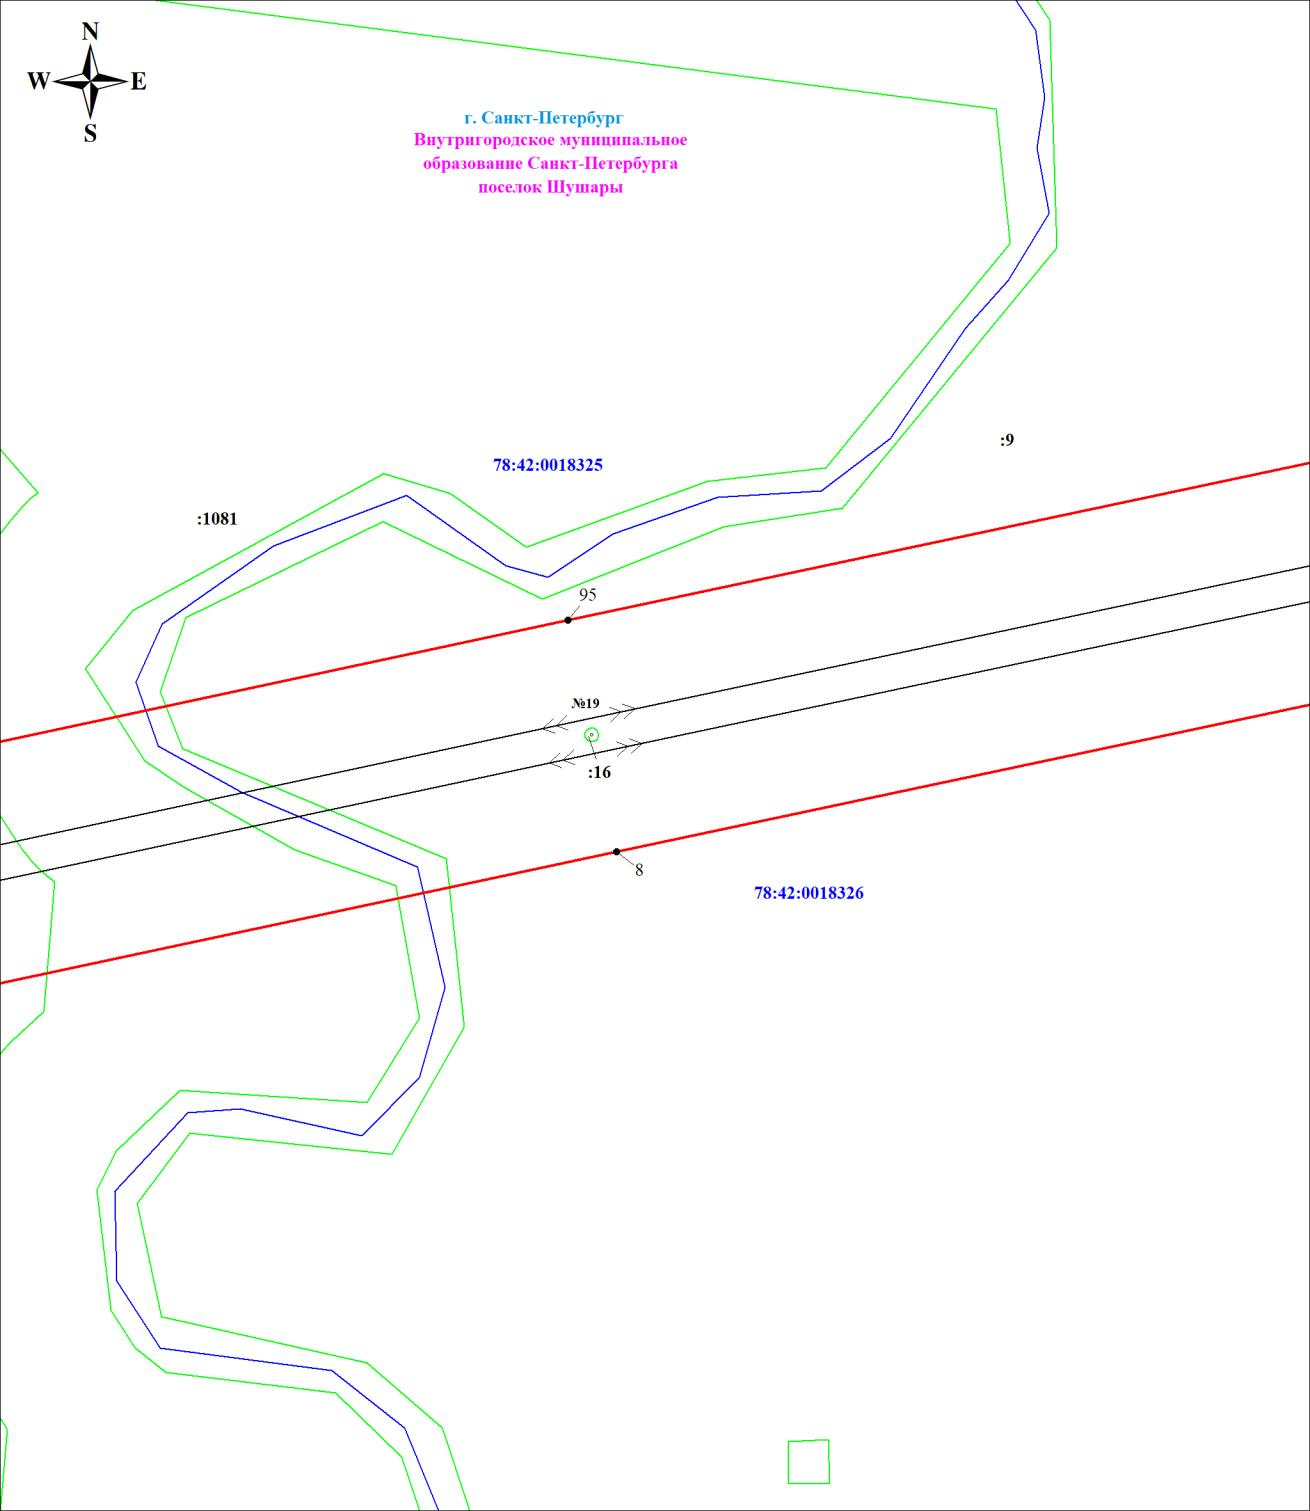 N
W E
S
г. Санкт-Петербург
Внутригородское муниципальное
образование Санкт-Петербурга
поселок Шушары
:9
78:42:0018325
:1081
95
№19
:16
8
78:42:0018326